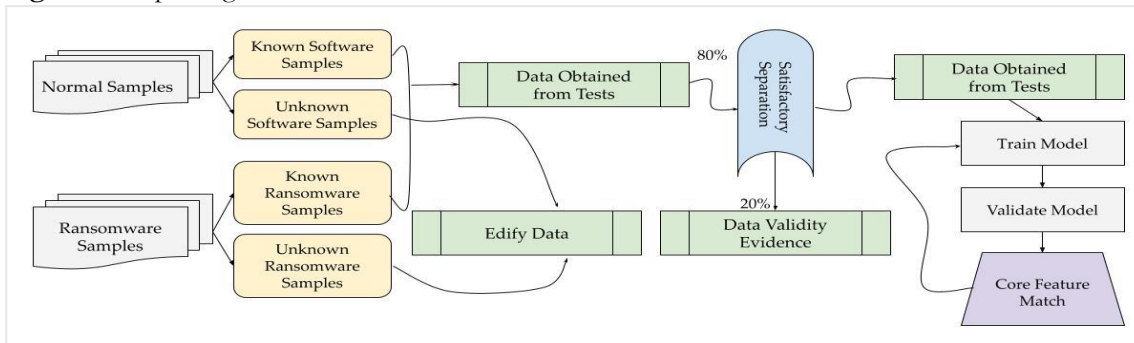 Normal Samples
Known Software
Samples
Unknown
Software Samples
Ransomware
Samples
Known
Ransomware
Samples
Unknown
Ransomware
Samples
Data Obtained
from Tests
Edify Data
80%
Satisfactory
Separation
20%
Data Validity
Evidence
Data Obtained
from Tests
Train Model
Validate Model
Core Feature
Match